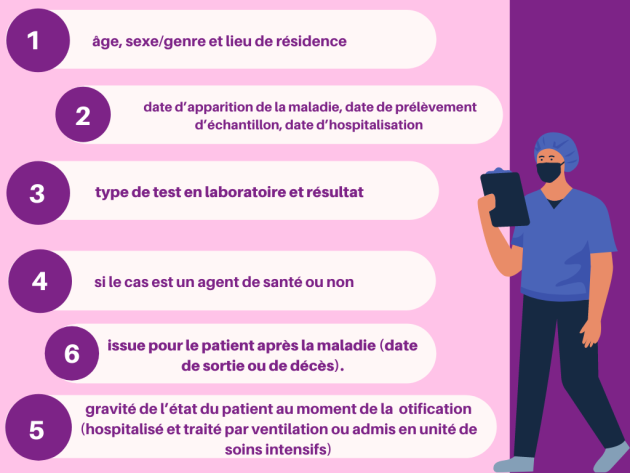 1
âge, sexe/genre et lieu de résidence
2
date d'apparition de la maladie, date de prélèvement
d'échantillon, date d'hospitalisation
3
type de test en laboratoire et résultat
4
si le cas est un agent de santé ou non
6
issue pour le patient après la maladie (date
de sortie ou de décès).
5
gravité de l'état du patient au moment de la  otification
(hospitalisé et traité par ventilation ou admis en unité de
soins intensifs)